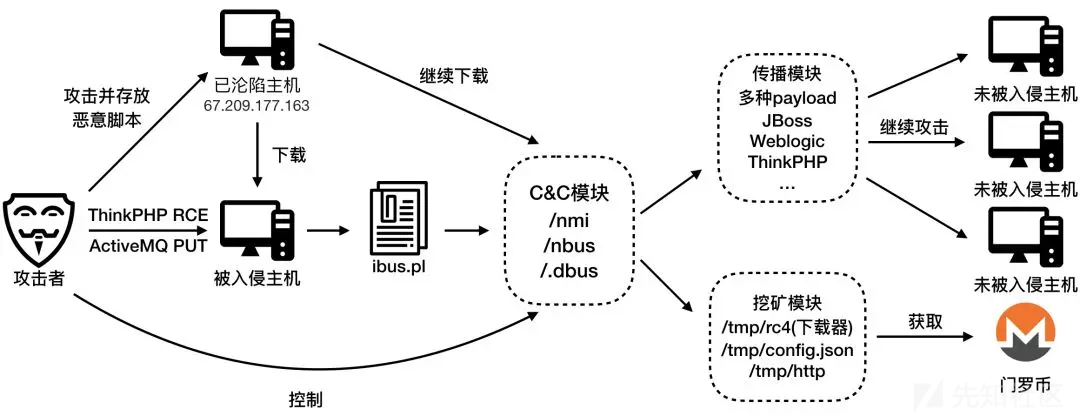 已沦陷主机
67.209.177.163
攻击并存放
恶意脚本
下载
继续下载
攻击者
ThinkPHP RCE
ActiveMQ PUT
被入侵主机
ibus.pl
C&C模块
/nmi
/nbus
/.dbus
控制
传播模块
多种payload
JBoss
Weblogic
ThinkPHP
...
继续攻击
未被入侵主机
未被入侵主机
未被入侵主机
挖矿模块
/tmp/rc4(下载器)
/tmp/config.json
/tmp/http
获取
门罗币
先知社区